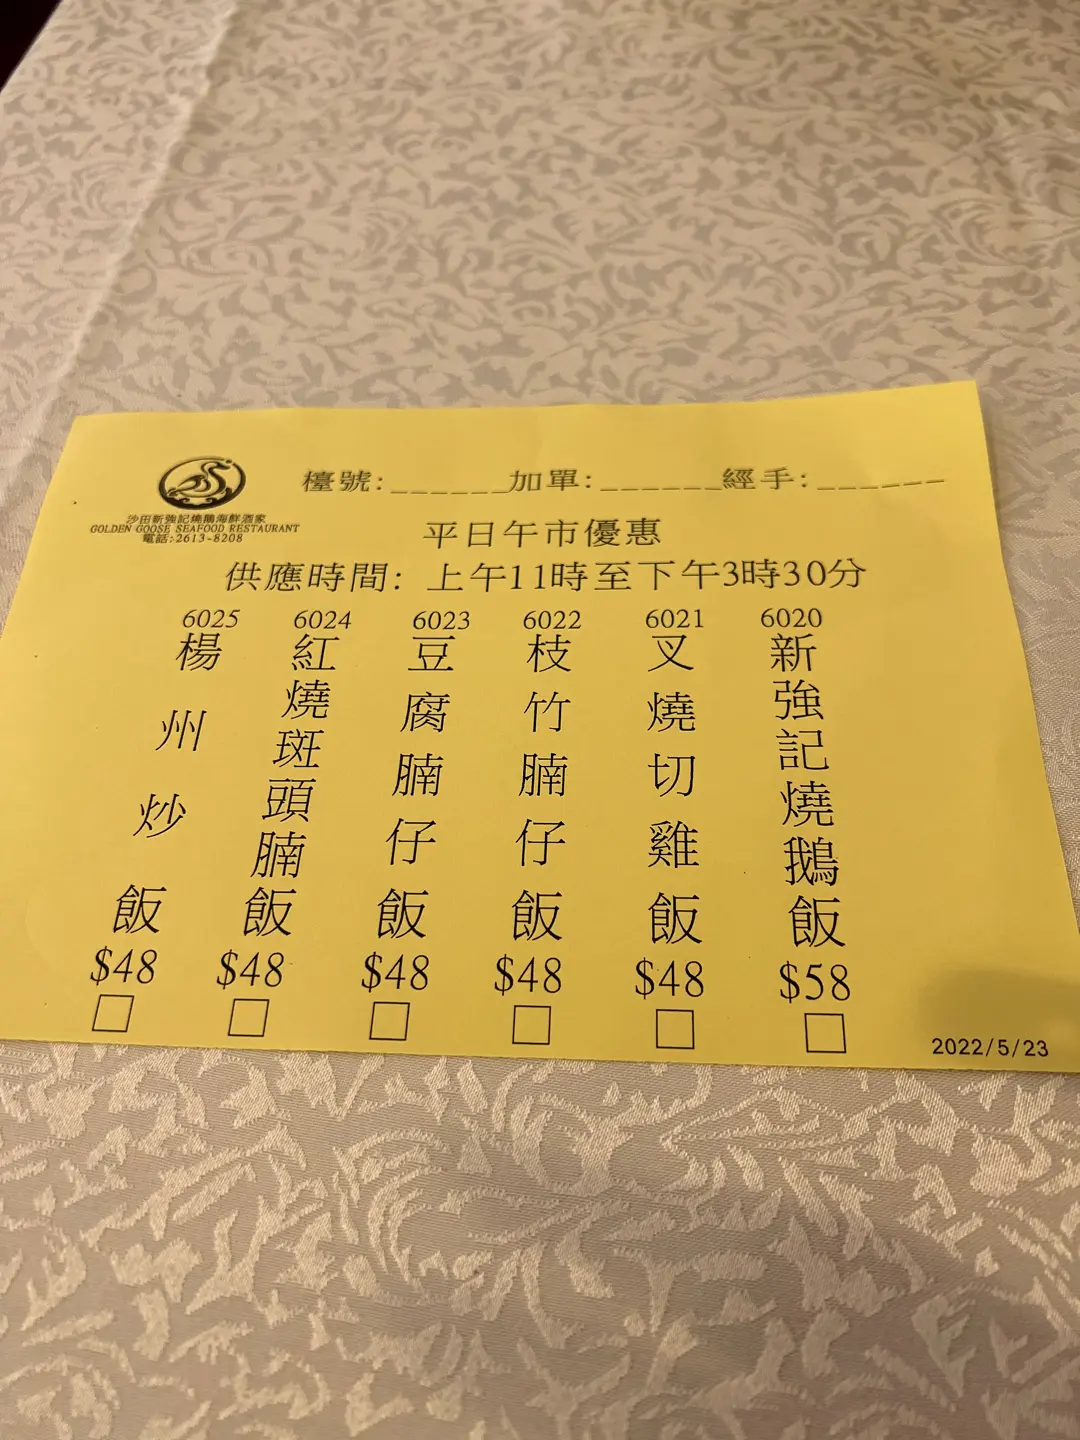 檯號:______加單:______經手:______
沙田新強記燒鵝海鮮酒家
GOLDEN GOOSE SEAFOOD RESTAURANT
電話:2613-8208
平日午市優惠
供應時間: 上午11時至下午3時30分
6020
新強記燒鵝飯
$58
6021
叉燒切雞飯
$48
6022
枝竹腩仔飯
$48
6023
豆腐腩仔飯
$48
6024
紅燒斑頭腩飯
$48
6025
楊州炒飯
$48
2022/5/23